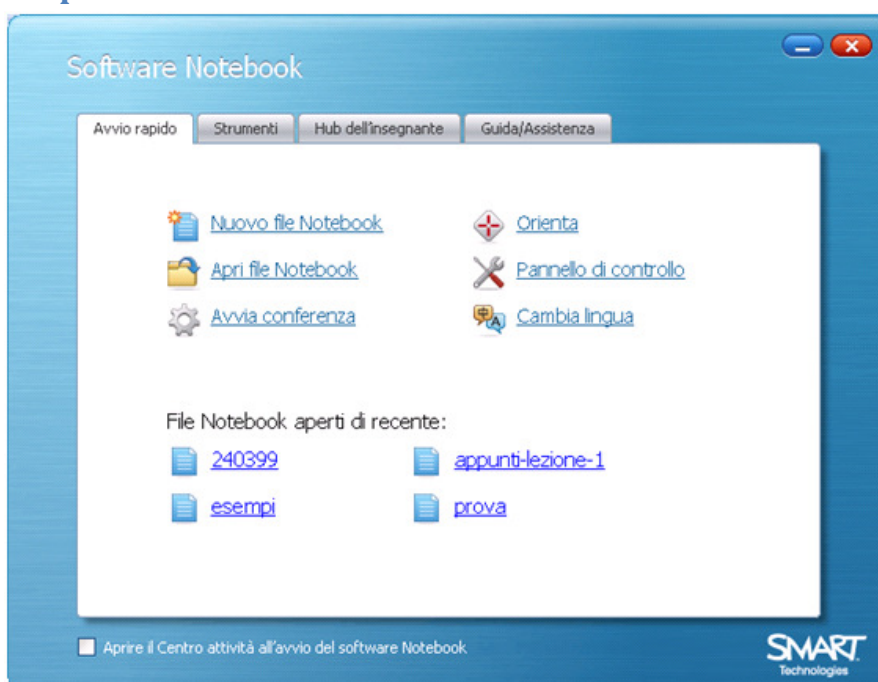 Software Notebook
Avvio rapido Strumenti Hub dell'insegnante Guida/Assistenza
Nuovo file Notebook Orienta
Apri file Notebook Pannello di controllo
Avvia conferenza Cambia lingua
File Notebook aperti di recente:
240399 appunti-lezione-1
esempi prova
Aprire il Centro attività all'avvio del software Notebook
SMART
Technologies